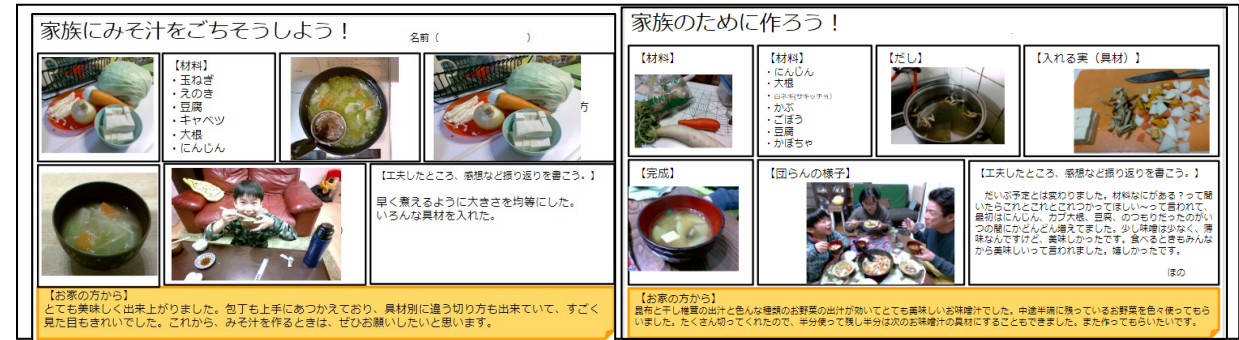 家族にみそ汁をごちそうしよう！
名前（　　　　　　）
【材料】
・玉ねぎ
・えのき
・豆腐
・キャベツ
・大根
・にんじん
方
【工夫したところ、感想など振り返りを書こう。】
早く煮えるように大きさを均等にした。
いろんな具材を入れた。
【お家の方から】
とても美味しく出来上がりました。包丁も上手にあつかえており、具材別に違う切り方も出来ていて、すごく
見た目もきれいでした。これから、みそ汁を作るときは、ぜひお願いしたいと思います。
家族のために作ろう！
【材料】
【材料】
・にんじん
・大根
・白ネギ(サキッチョ)
・かぶ
・ごぼう
・豆腐
・かぼちゃ
【だし】
【入れる実（具材）】
【完成】
【団らんの様子】
【工夫したところ、感想など振り返りを書こう。】
だいぶ予定とは変わりました。材料なにがある？って聞
いたらこれとこれとこれつかってほしい～って言われて、
最初はにんじん、カブ大根、豆腐、のつもりだったのがい
つの間にかどんどん増えてました。少し味噌は少なく、薄
味なんですけど、美味しかったです。食べるときもみんな
から美味しいって言われました。嬉しかったです。
ほの
【お家の方から】
昆布と干し椎茸の出汁と色んな種類のお野菜の出汁が効いてとても美味しいお味噌汁でした。中途半端に残っているお野菜を色々使ってもら
いました。たくさん切ってくれたので、半分使って残し半分は次のお味噌汁の具材にすることもできました。また作ってもらいたいです。